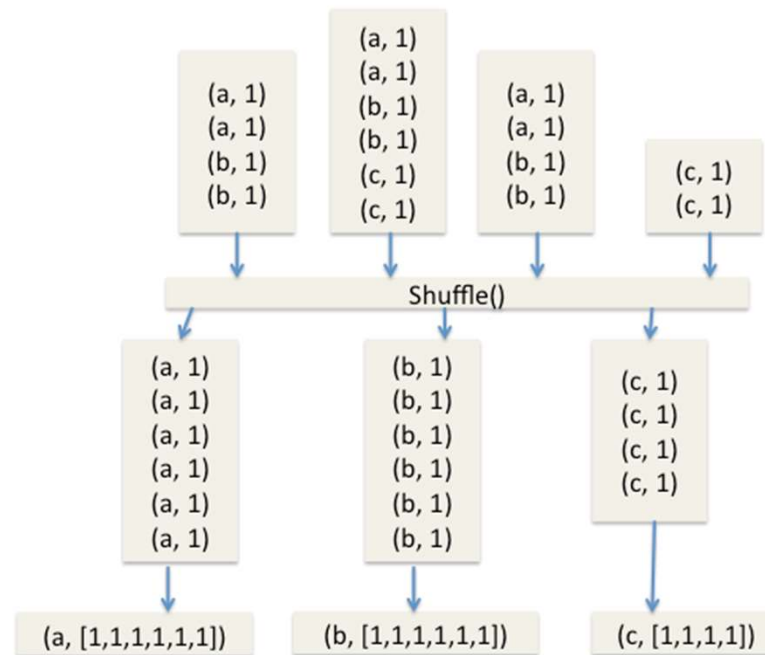 (a, 1)
(a, 1)
(b, 1)
(b, 1)
(a, 1)
(a, 1)
(b, 1)
(b, 1)
(c, 1)
(c, 1)
(a, 1)
(a, 1)
(b, 1)
(b, 1)
(c, 1)
(c, 1)
Shuffle()
(a, 1)
(a, 1)
(a, 1)
(a, 1)
(a, 1)
(a, 1)
(b, 1)
(b, 1)
(b, 1)
(b, 1)
(b, 1)
(b, 1)
(c, 1)
(c, 1)
(c, 1)
(c, 1)
(a, [1,1,1,1,1,1])
(b, [1,1,1,1,1,1])
(c, [1,1,1,1])